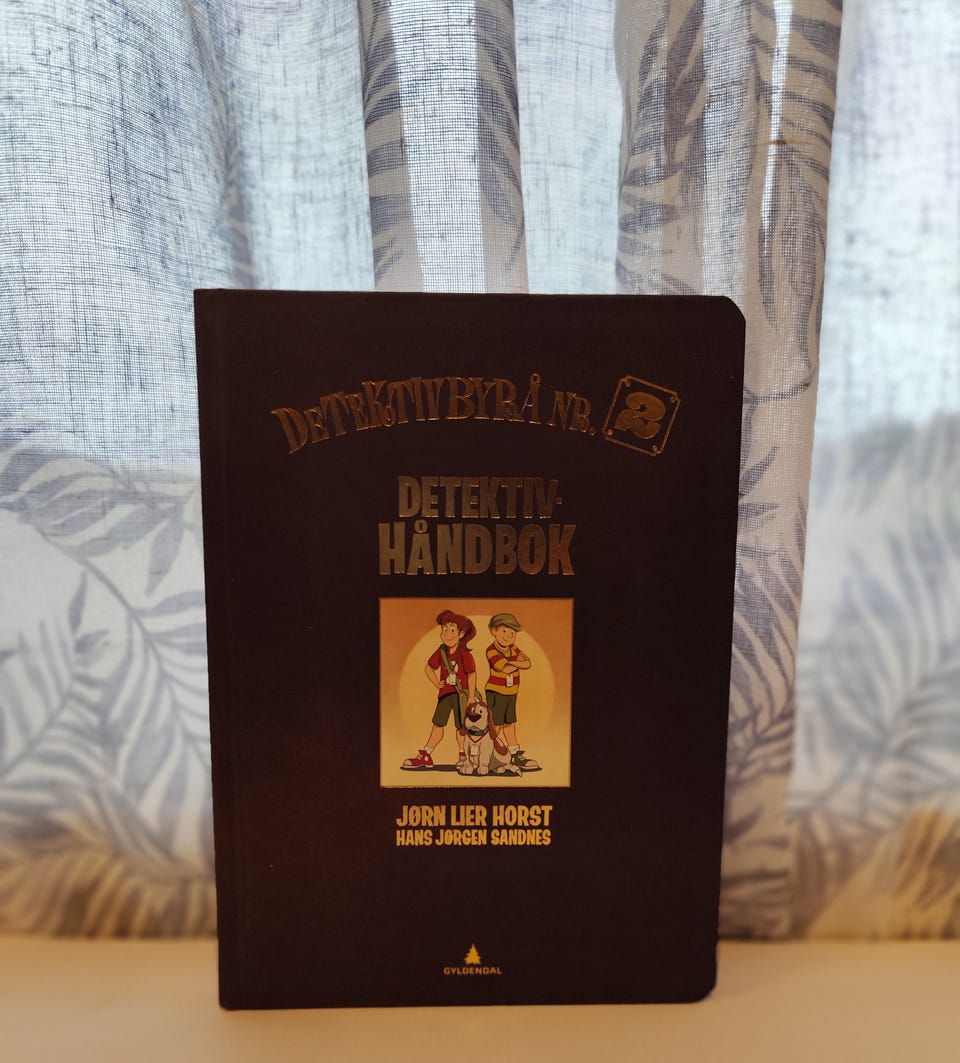 DETEKTIVBYRÅ NR. 2
DETEKTIV-
HÅNDBOK
JØRN LIER HORST
HANS JØRGEN SANDNES
GYLDENDAL